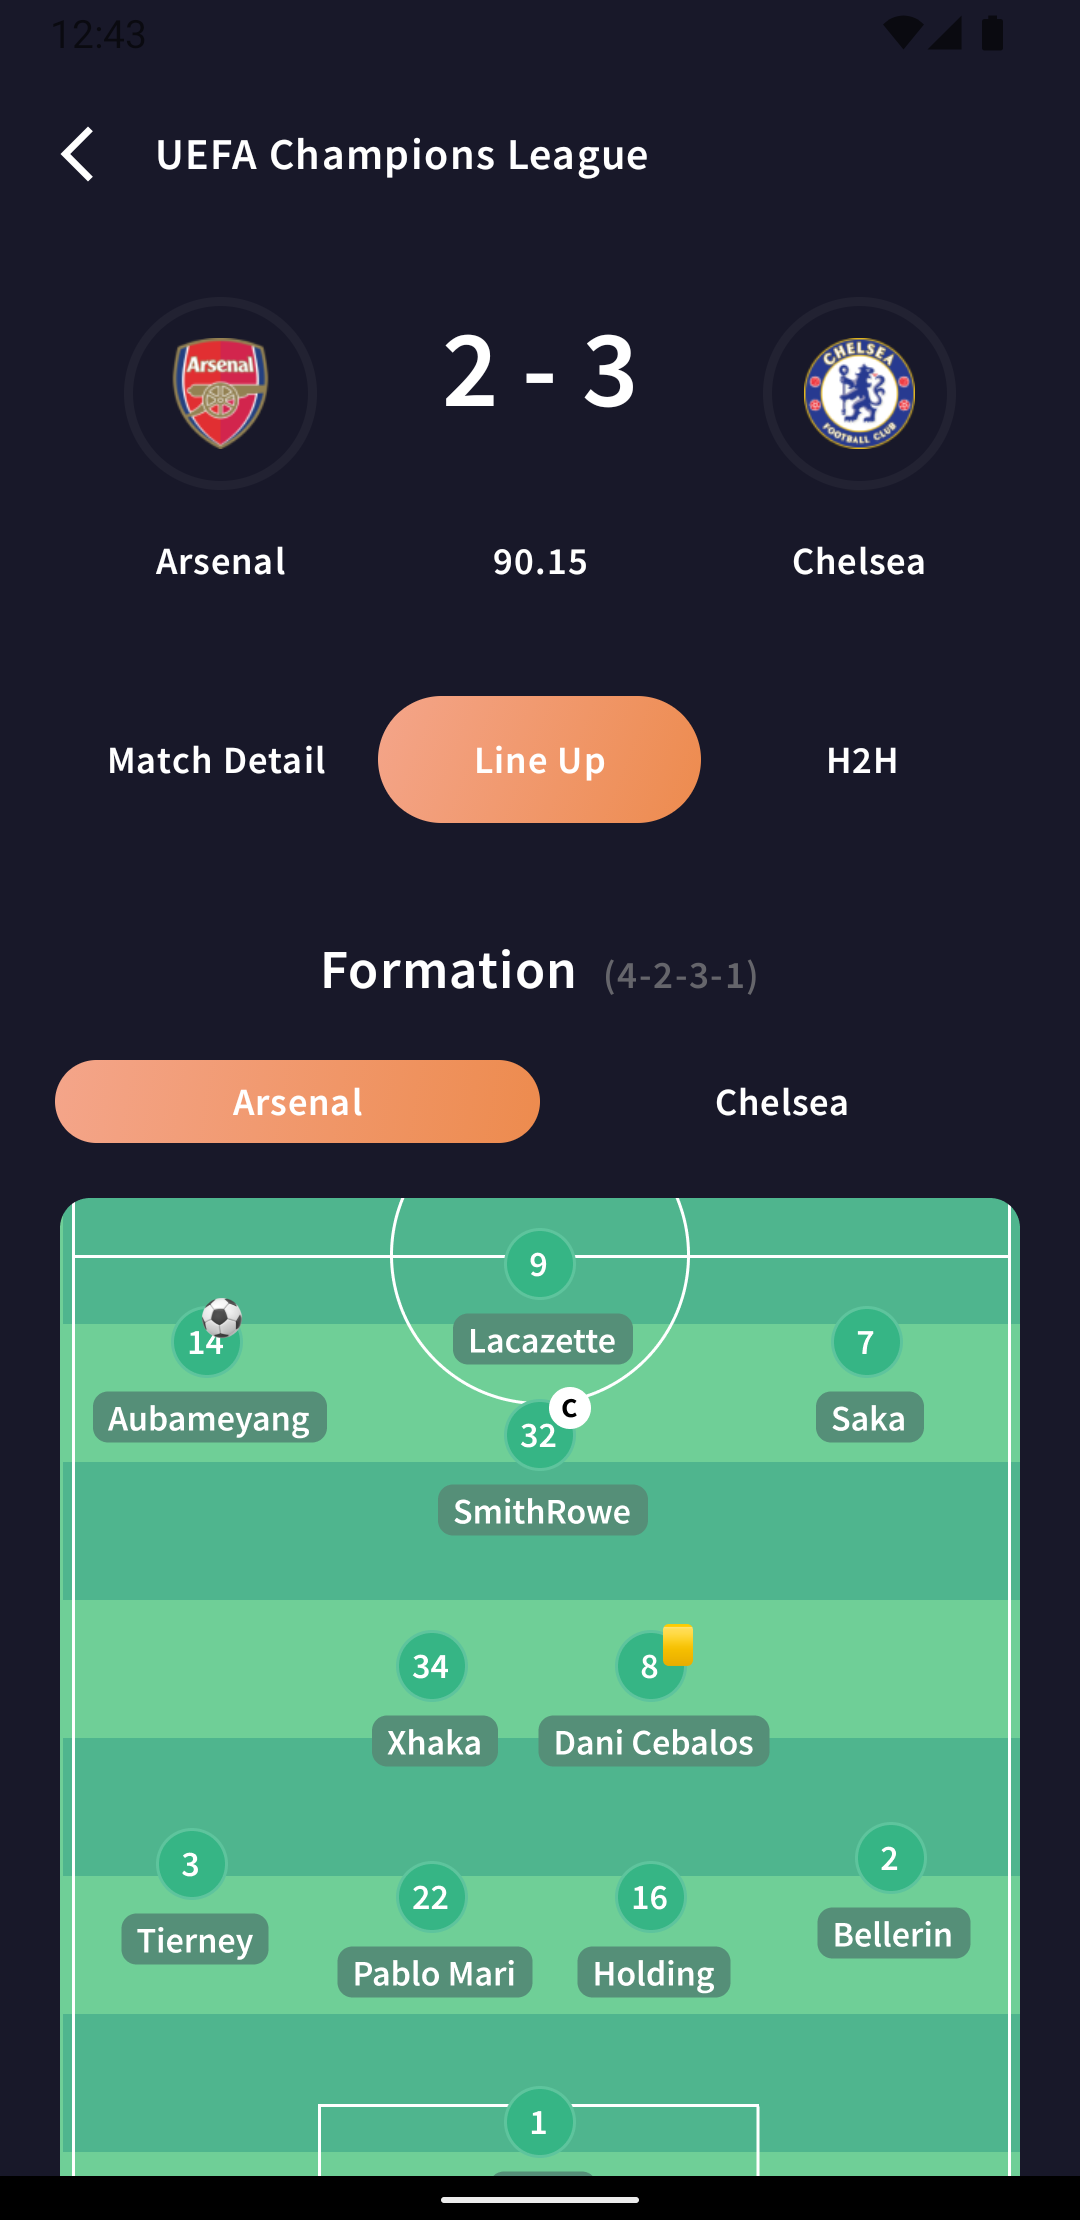 12:43
UEFA Champions League
Arsenal
2 - 3
CHELSEA
FOOTBALL CLUB
Arsenal
90.15
Chelsea
Match Detail
Line Up
H2H
Formation (4-2-3-1)
Arsenal
Chelsea
9
Lacazette
14
Aubameyang
7
Saka
C
32
SmithRowe
34
Xhaka
8
Dani Cebalos
3
Tierney
22
Pablo Mari
16
Holding
2
Bellerin
1